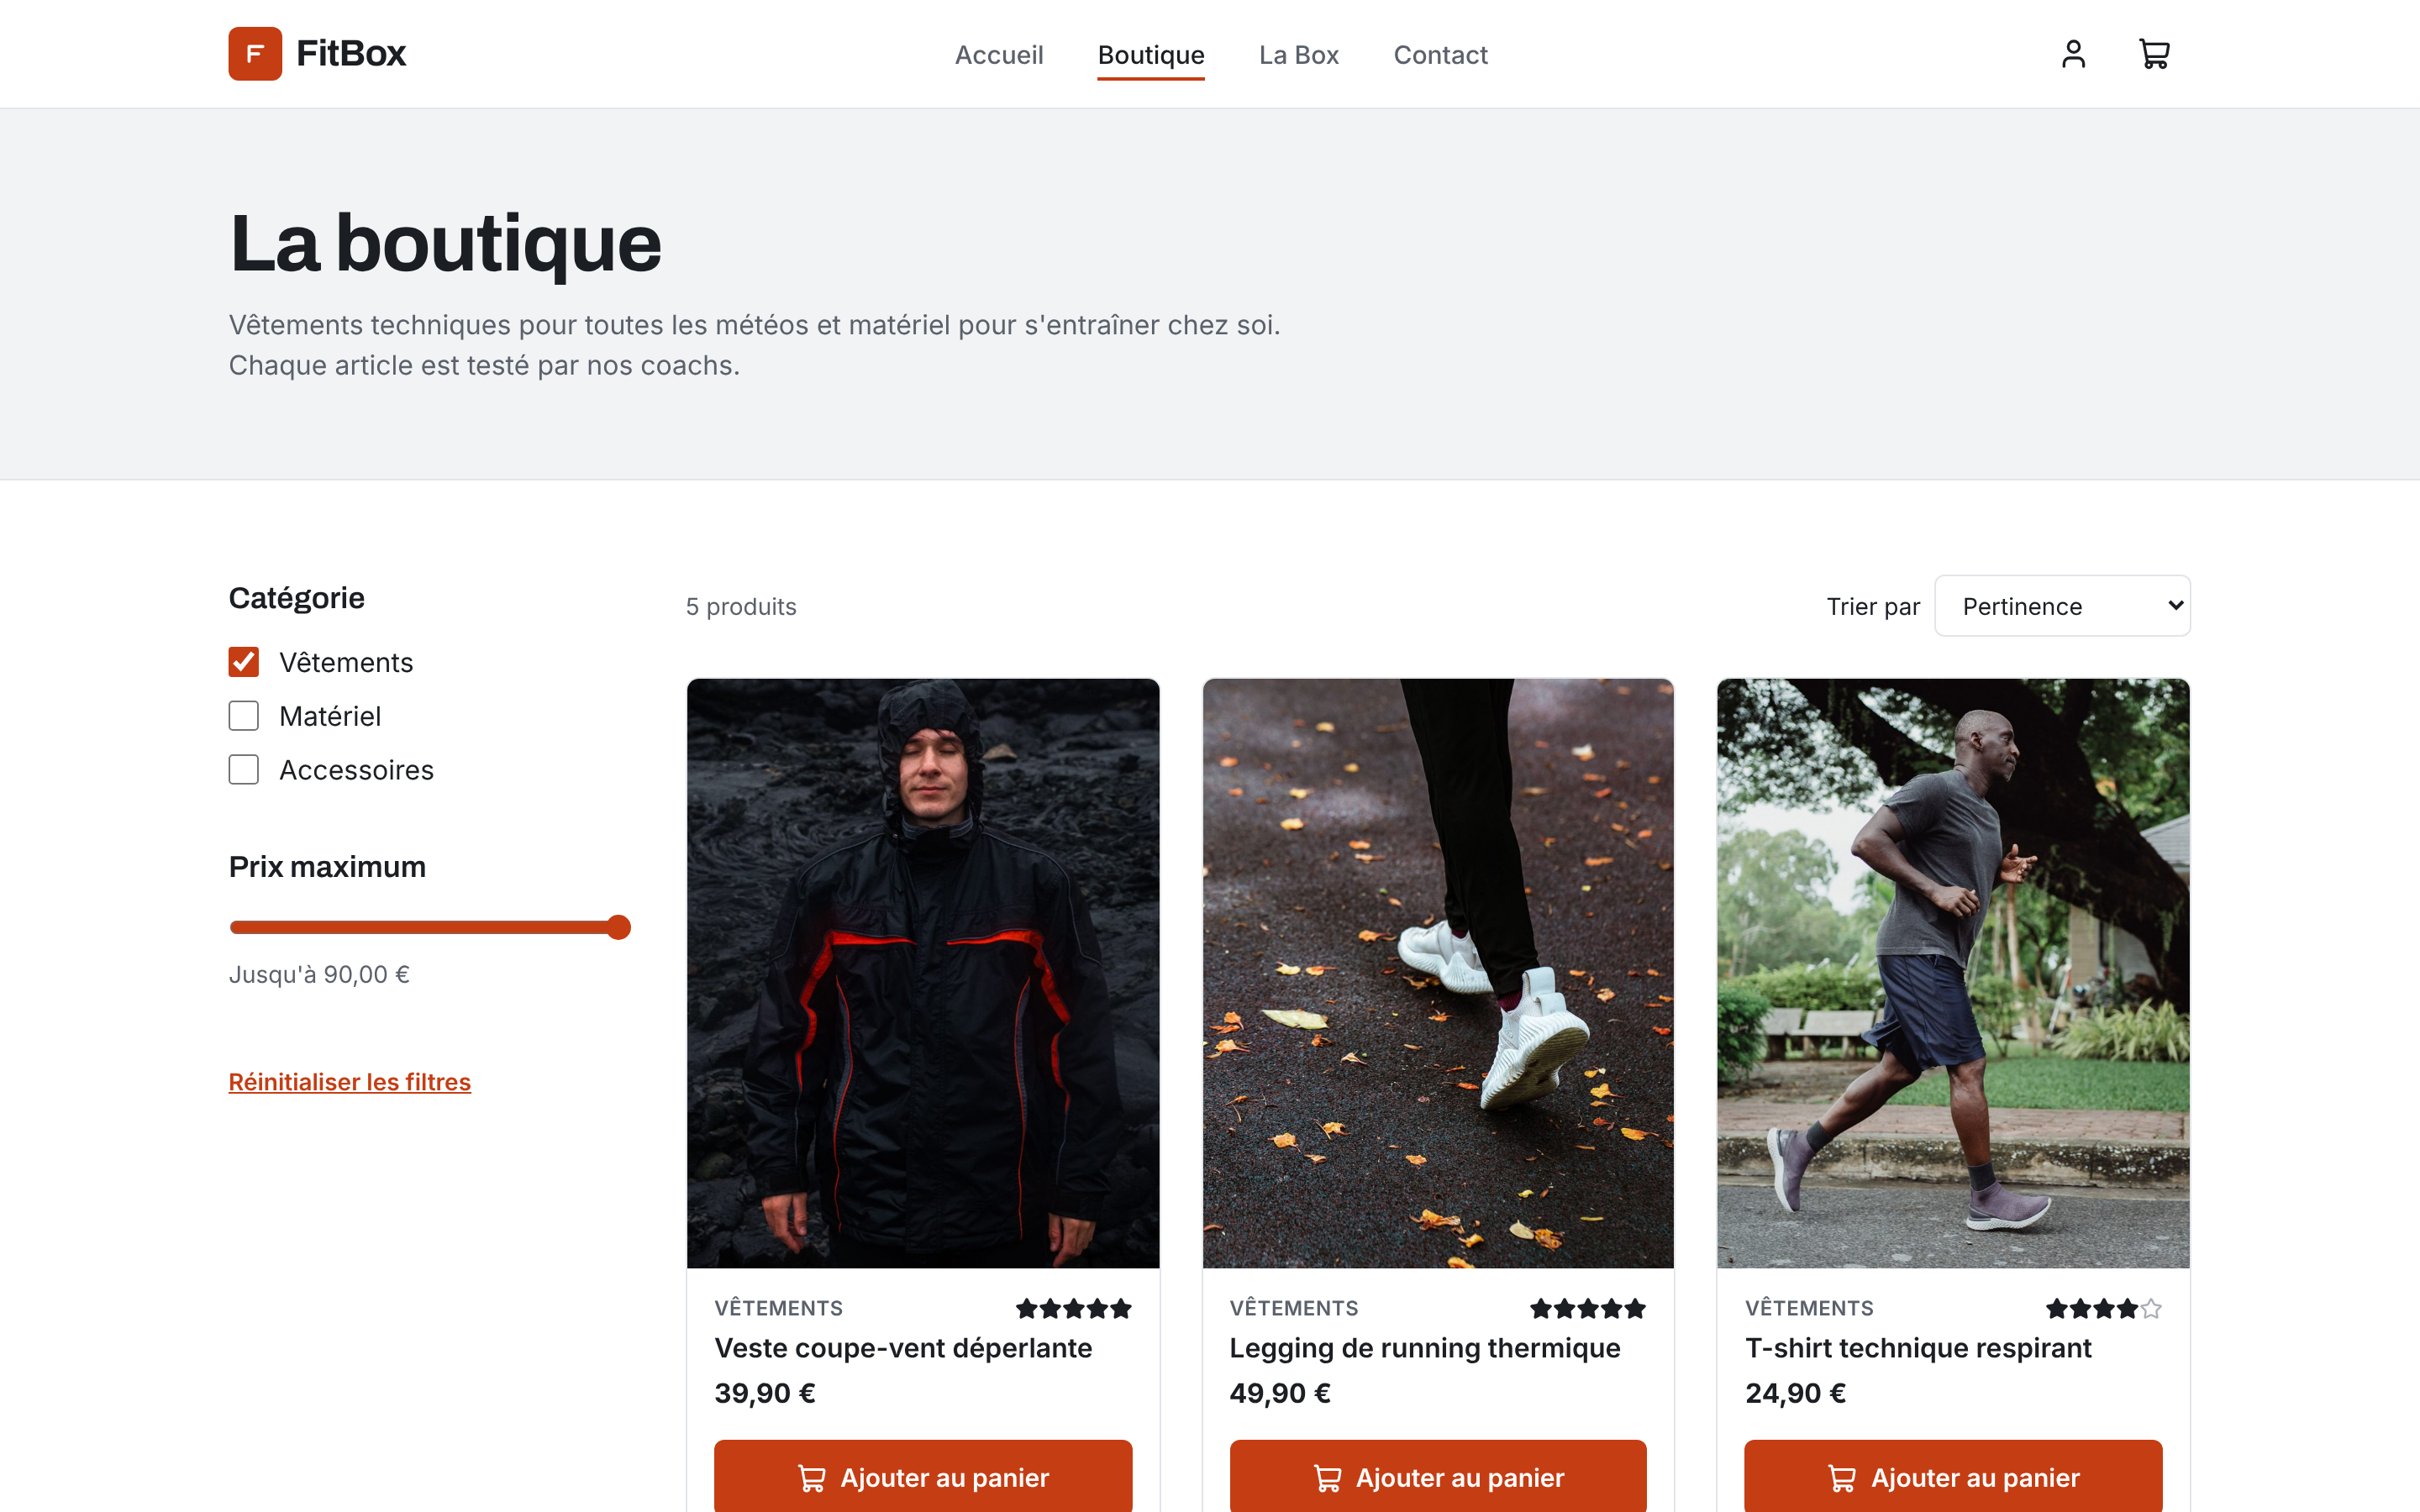 F FitBox
Accueil Boutique La Box Contact
La boutique
Vêtements techniques pour toutes les météos et matériel pour s'entraîner chez soi.
Chaque article est testé par nos coachs.
Catégorie
Vêtements
Matériel
Accessoires
Prix maximum
Jusqu'à 90,00 €
Réinitialiser les filtres
5 produits
Trier par Pertinence
VÊTEMENTS
Veste coupe-vent déperlante
39,90 €
Ajouter au panier
VÊTEMENTS
Legging de running thermique
49,90 €
Ajouter au panier
VÊTEMENTS
T-shirt technique respirant
24,90 €
Ajouter au panier